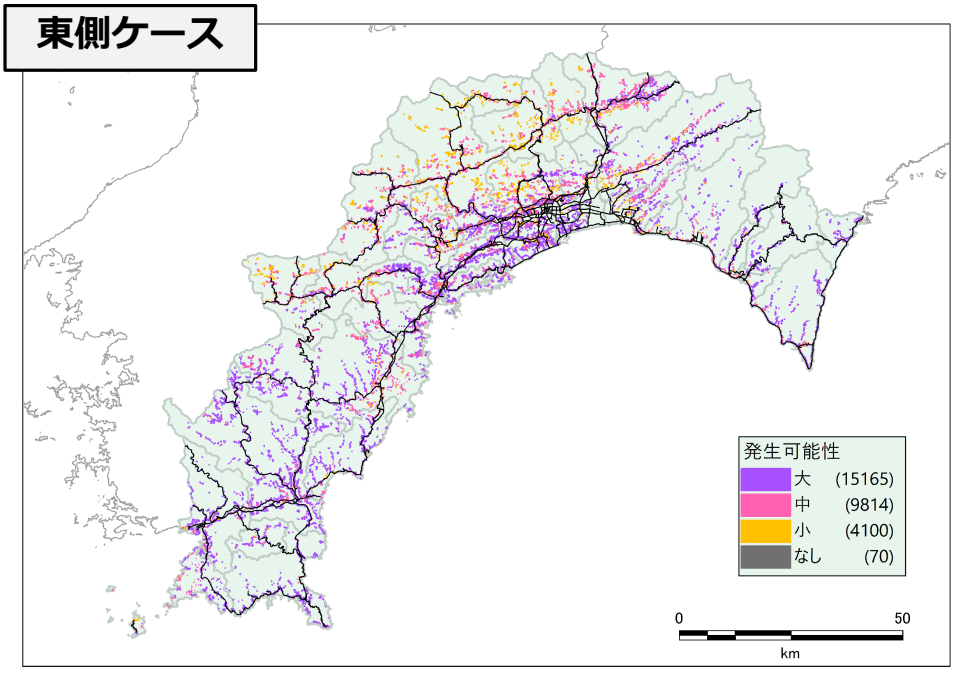 東側ケース
発生可能性
大 (15165)
中 (9814)
小 (4100)
なし (70)
0 50
km